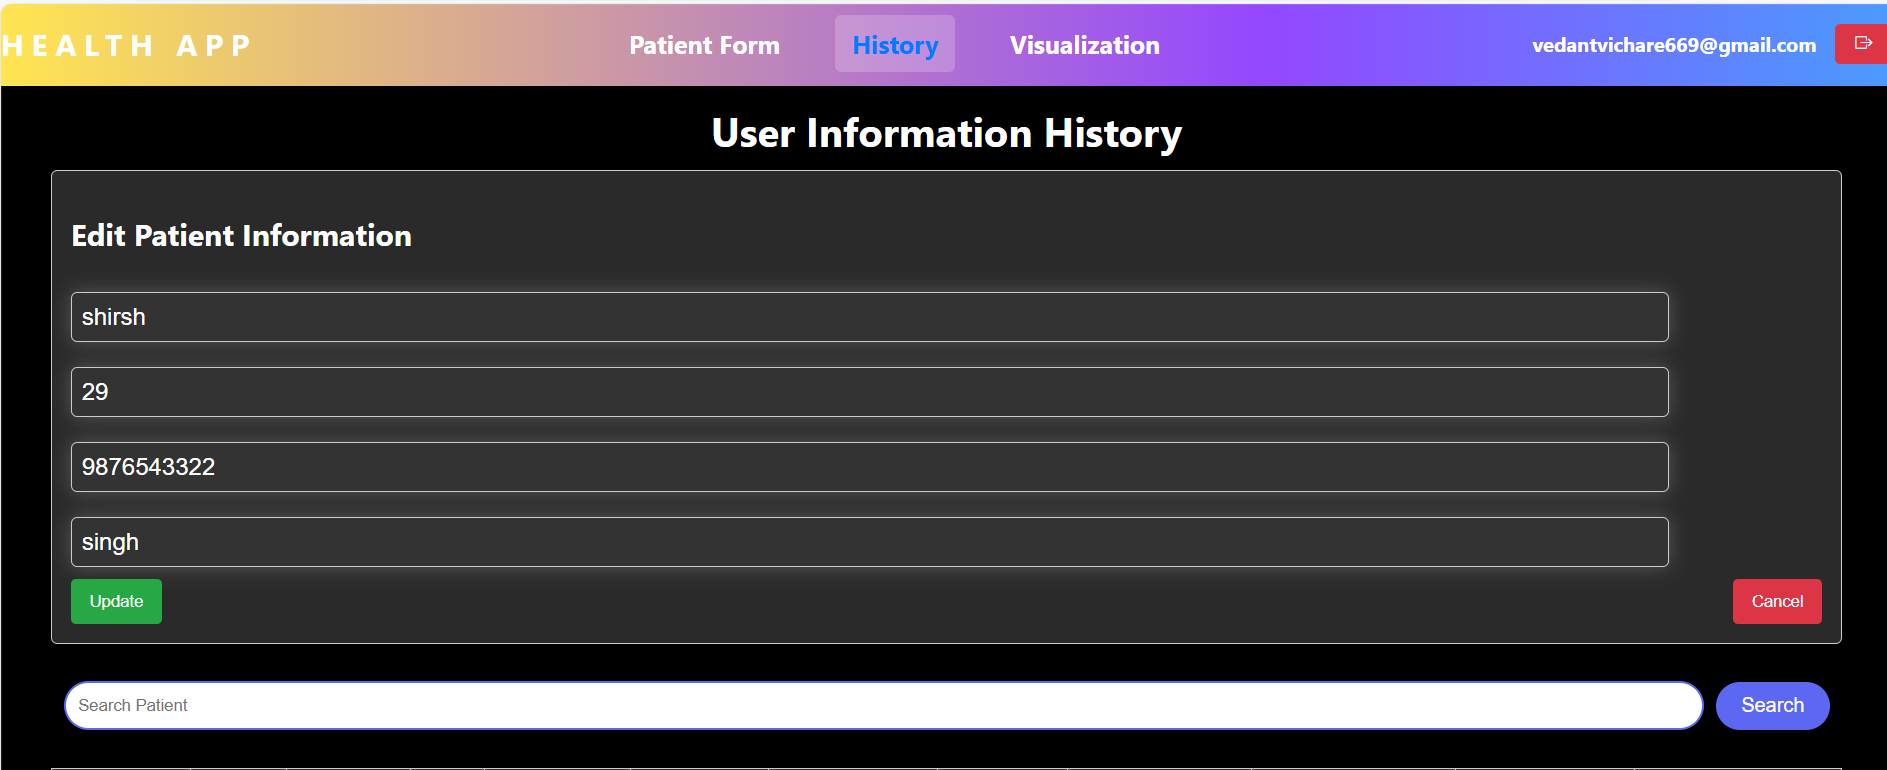 HEALTH APP
Patient Form
History
Visualization
vedantvichare669@gmail.com
User Information History
Edit Patient Information
shirsh
29
9876543322
singh
Update
Cancel
Search Patient
Search